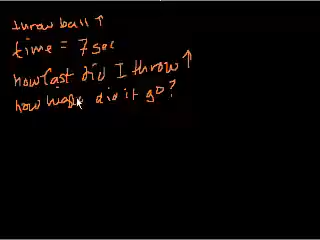 throw ball ↑
time = 7 sec
how fast did I throw ↑
how high did it go?